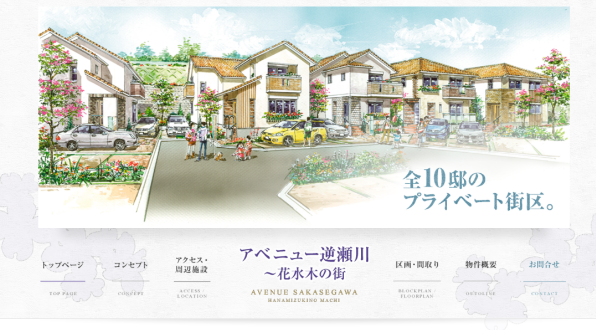 全10邸の
プライベート街区。
トップページ
TOP PAGE
コンセプト
CONCEPT
アクセス・
周辺施設
ACCESS・
LOCATION
アベニュー逆瀬川
～花水木の街
AVENUE SAKASEGAWA
HANAMIZUKINO MACHI
区画・間取り
BLOCKPLAN・
FLOORPLAN
物件概要
OUTOLINE
お問合せ
CONTACT